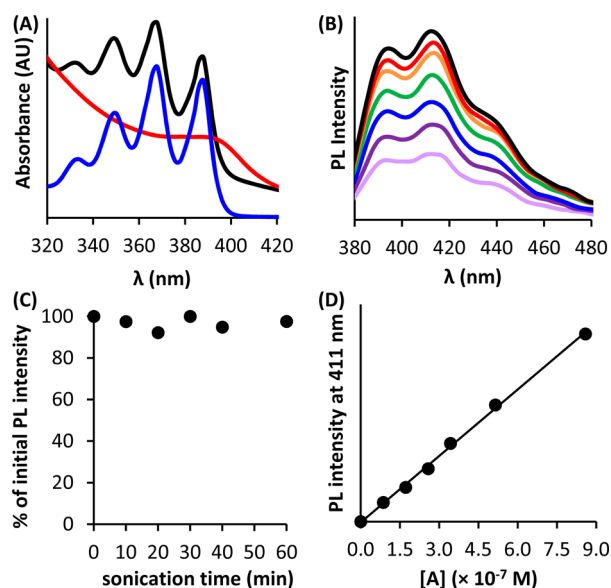 (A)
Absorbance (AU)
320 340 360 380 400 420
λ (nm)
(B)
PL Intensity
380 400 420 440 460 480
λ (nm)
(C)
% of initial PL intensity
100
80
60
40
20
0
0 10 20 30 40 50 60
sonication time (min)
(D)
PL intensity at 411 nm
0.0 1.5 3.0 4.5 6.0 7.5 9.0
[A] (× 10⁻⁷ M)